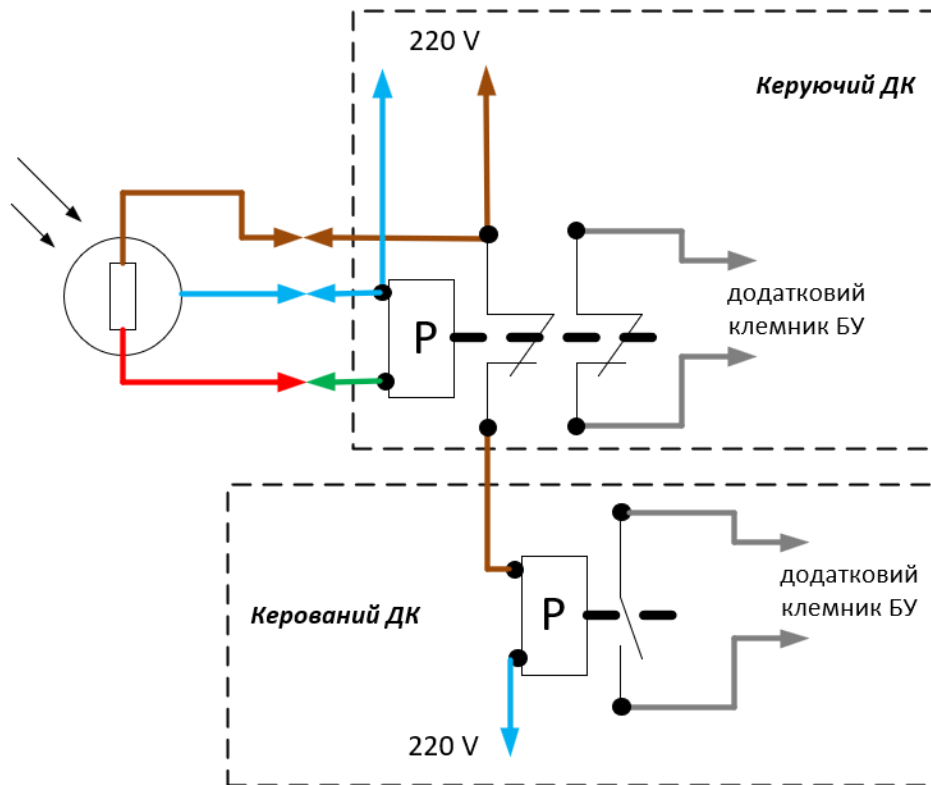 220 V
Керуючий ДК
додатковий
клемник БУ
P
P
додатковий
клемник БУ
Керований ДК
220 V